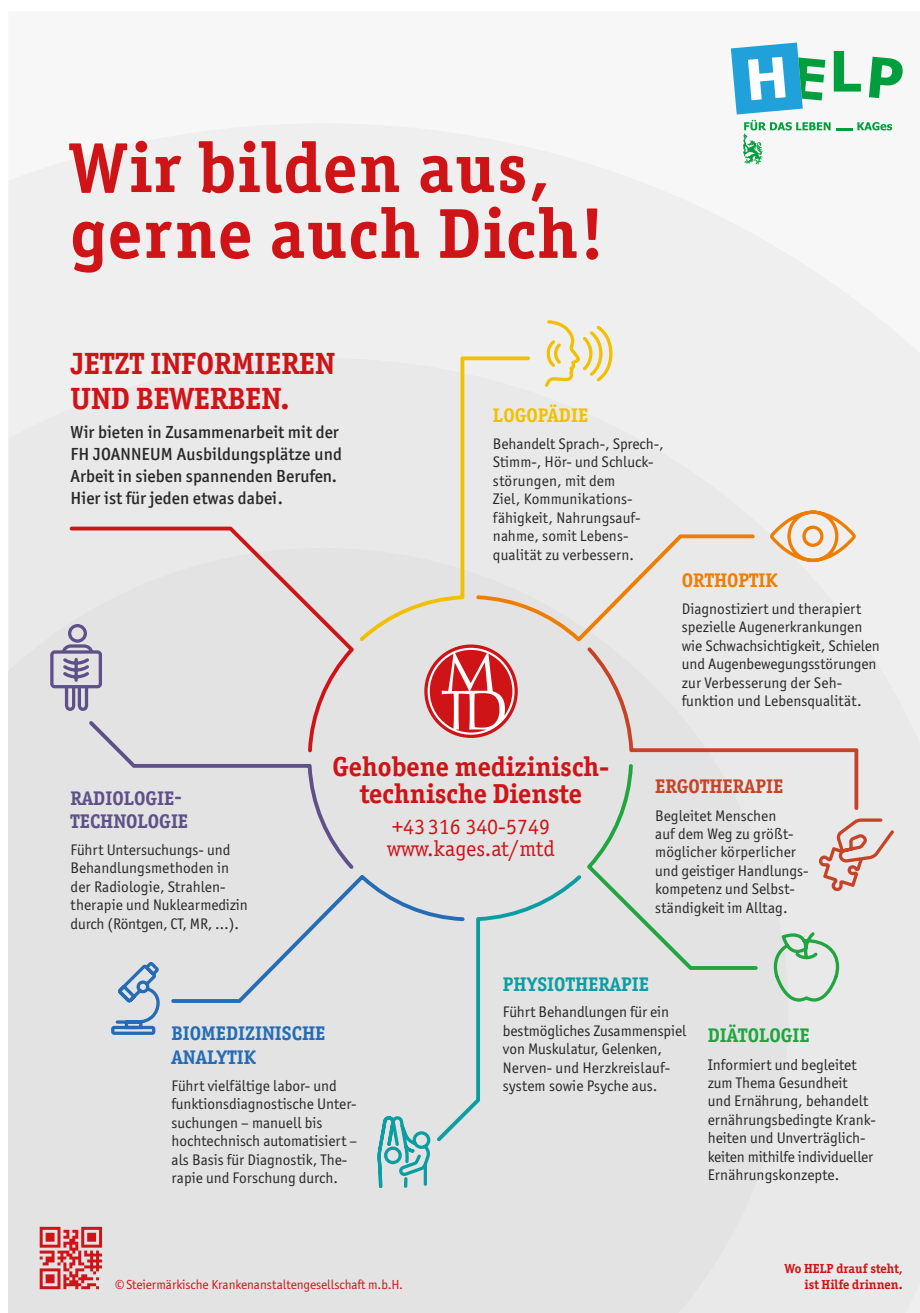 HELP
FÜR DAS LEBEN __ KAGes
Wir bilden aus,
gerne auch Dich!
JETZT INFORMIEREN
UND BEWERBEN.
Wir bieten in Zusammenarbeit mit der
FH JOANNEUM Ausbildungsplätze und
Arbeit in sieben spannenden Berufen.
Hier ist für jeden etwas dabei.
LOGOPÄDIE
Behandelt Sprach-, Sprech-,
Stimm-, Hör- und Schluck-
störungen, mit dem
Ziel, Kommunikations-
fähigkeit, Nahrungsauf-
nahme, somit Lebens-
qualität zu verbessern.
ORTHOPTIK
Diagnostiziert und therapiert
spezielle Augenerkrankungen
wie Schwachsichtigkeit, Schielen
und Augenbewegungsstörungen
zur Verbesserung der Seh-
funktion und Lebensqualität.
MTD
Gehobene medizinisch-
technische Dienste
+43 316 340-5749
www.kages.at/mtd
ERGOTHERAPIE
Begleitet Menschen
auf dem Weg zu größt-
möglicher körperlicher
und geistiger Handlungs-
kompetenz und Selbst-
ständigkeit im Alltag.
RADIOLOGIE-
TECHNOLOGIE
Führt Untersuchungs- und
Behandlungsmethoden in
der Radiologie, Strahlen-
therapie und Nuklearmedizin
durch (Röntgen, CT, MR, ...).
PHYSIOTHERAPIE
Führt Behandlungen für ein
bestmögliches Zusammenspiel
von Muskulatur, Gelenken,
Nerven- und Herzkreislauf-
system sowie Psyche aus.
DIÄTOLOGIE
Informiert und begleitet
zum Thema Gesundheit
und Ernährung, behandelt
ernährungsbedingte Krank-
heiten und Unverträglich-
keiten mithilfe individueller
Ernährungskonzepte.
BIOMEDIZINISCHE
ANALYTIK
Führt vielfältige labor- und
funktionsdiagnostische Unter-
suchungen – manuell bis
hochtechnisch automatisiert –
als Basis für Diagnostik, The-
rapie und Forschung durch.
© Steiermärkische Krankenanstaltengesellschaft m.b.H.
Wo HELP drauf steht,
ist Hilfe drinnen.